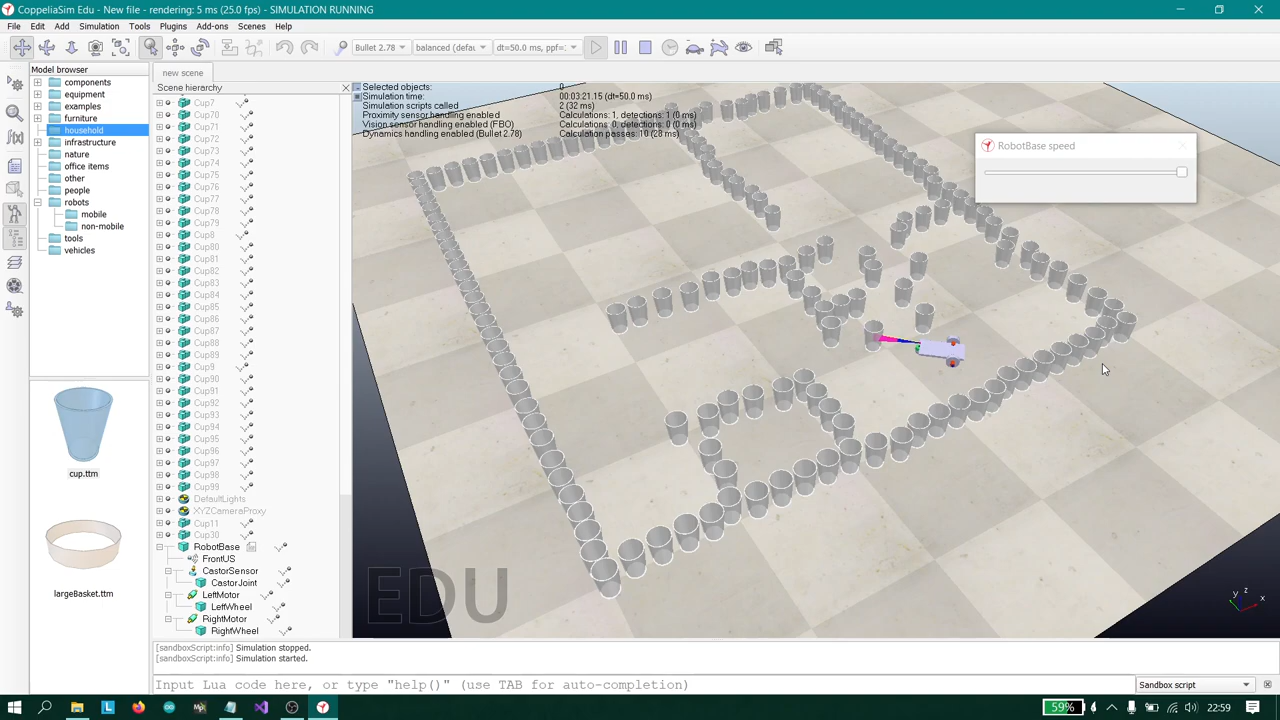 CoppeliaSim Edu - New file - rendering: 5 ms (25.0 fps) - SIMULATION RUNNING
File Edit Simulation Tools Plugins Add-ons Scenes Help
Bullet 2.78 balanced (defau dt=50.0 ms, ppf=
Model browser
components
equipment
examples
furniture
household
infrastructure
nature
office items
other
people
robots
mobile
non-mobile
tools
vehicles
cup.ttm
largeBasket.ttm
new scene
Scene hierarchy
Cup7
Cup70
Cup71
Cup72
Cup73
Cup74
Cup75
Cup76
Cup77
Cup78
Cup79
Cup8
Cup80
Cup81
Cup82
Cup83
Cup84
Cup85
Cup86
Cup87
Cup88
Cup89
Cup9
Cup90
Cup91
Cup92
Cup93
Cup94
Cup95
Cup96
Cup97
Cup98
Cup99
DefaultLights
XYZCameraProxy
Cup11
Cup30
RobotBase
FrontUS
CastorSensor
CastorJoint
LeftMotor
LeftWheel
RightMotor
RightWheel
Selected objects: 0
Simulation time: 00:03:21.15 (dt=50.0 ms)
Simulation scripts called 2 (32 ms)
Proximity sensor handling enabled Calculations: 1, detections: 1 (0 ms)
Vision sensor handling enabled (FBO) Calculations: 0, detections: 0 (0 ms)
Dynamics handling enabled (Bullet 2.78) Calculation passes: 10 (28 ms)
RobotBase speed
EDU
y z x
[sandboxScript:info] Simulation stopped.
[sandboxScript:info] Simulation started.
Input Lua code here, or type "help()" (use TAB for auto-completion)
Sandbox script
59%
22:59